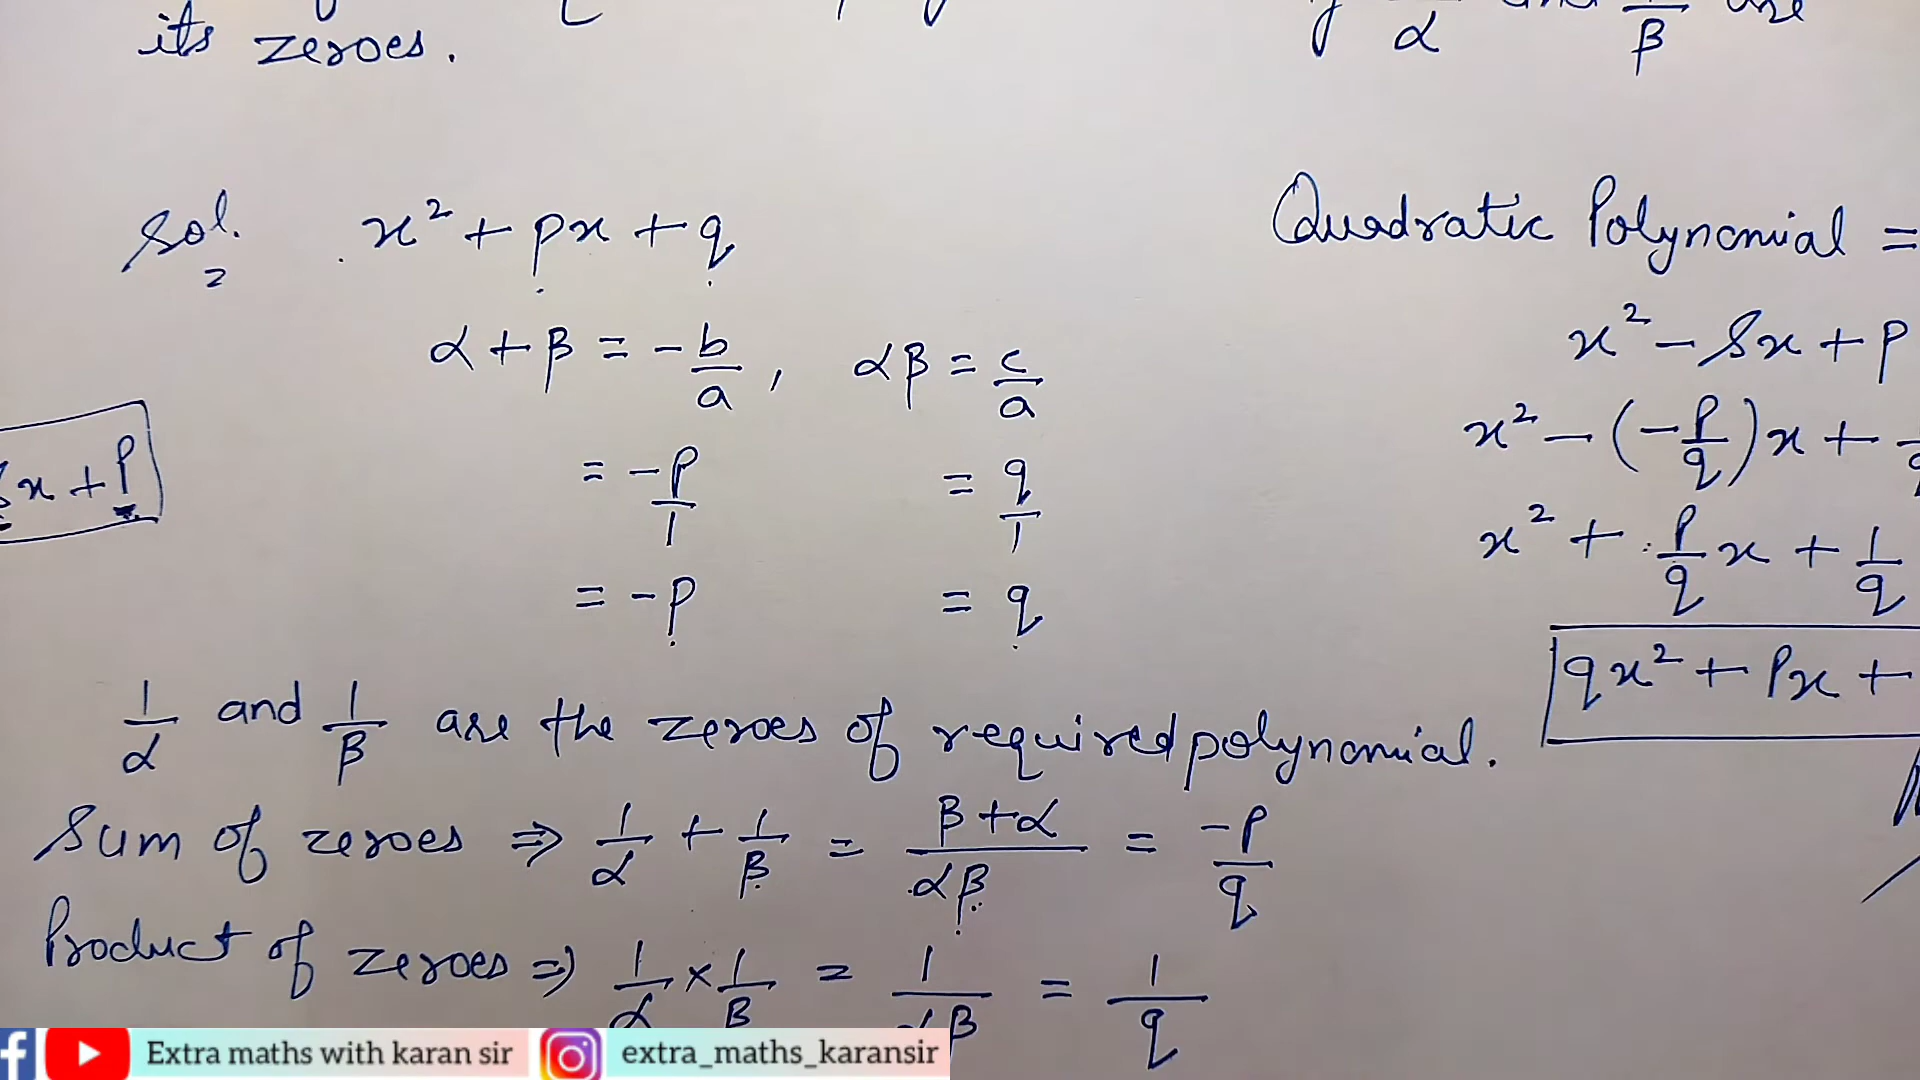 its zeroes.
α β are
Sol. x² + px + q
α + β = -b/a , αβ = c/a
= -p/1 = q/1
= -p = q
x + P
1/α and 1/β are the zeroes of required polynomial.
Sum of zeroes ⇒ 1/α + 1/β = β+α/αβ = -P/q
Product of zeroes ⇒ 1/α × 1/β = 1/αβ = 1/q
Quadratic Polynomial =
x² - Sx + P
x² - (-P/q)x +
x² + P/q x + 1/q
qx² + Px +
Extra maths with karan sir
extra_maths_karansir